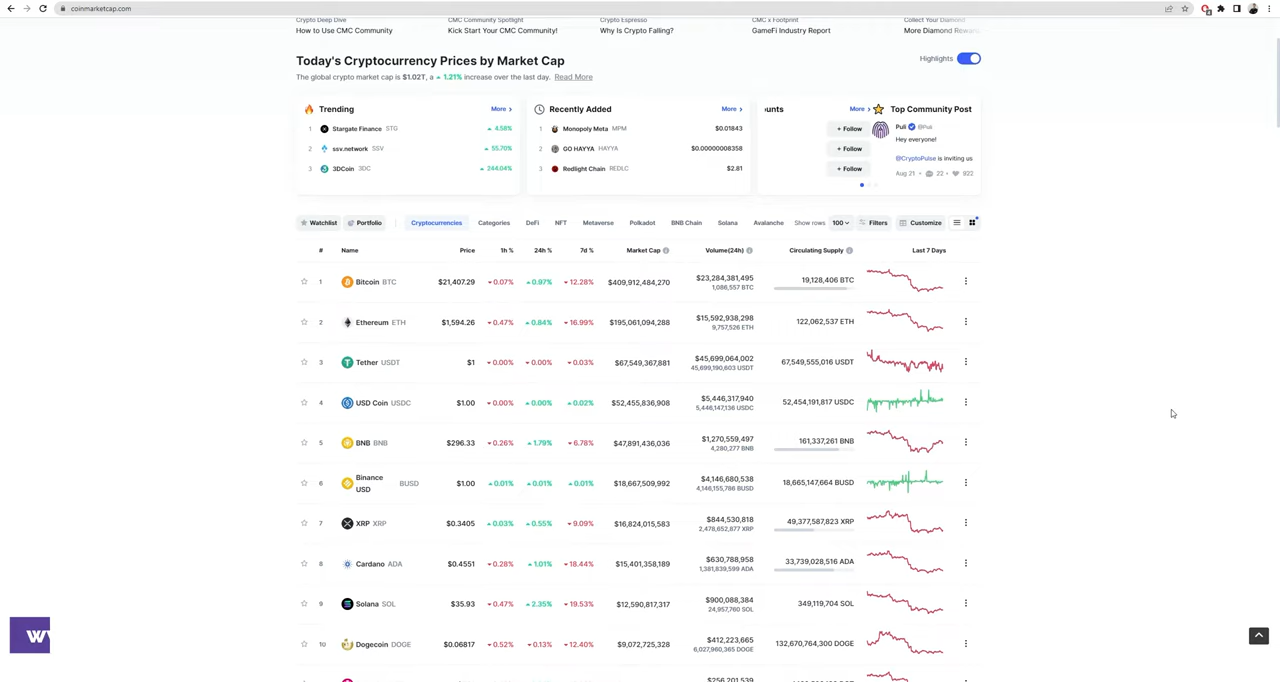 coinmarketcap.com
Crypto Deep Dive
CMC Community Spotlight
Crypto Espresso
CMC x Footprint
Collect Your Diamond
How to Use CMC Community
Kick Start Your CMC Community!
Why Is Crypto Falling?
GameFi Industry Report
More Diamond Rewa
Today's Cryptocurrency Prices by Market Cap
Highlights
The global crypto market cap is $1.02T, a 1.21% increase over the last day. Read More
Trending More
1 Stargate Finance STG 4.58%
2 ssv.network SSV 55.70%
3 3DCoin 3DC 244.04%
Recently Added More
1 Monopoly Meta MPM $0.01843
2 GO HAYYA HAYYA $0.00000008358
3 Redlight Chain REDLC $2.81
unts More
+ Follow
+ Follow
+ Follow
Top Community Post
Puli @Puli
Hey everyone!
@CryptoPulse is inviting us
Aug 21 • 22 • 922
Watchlist Portfolio Cryptocurrencies Categories DeFi NFT Metaverse Polkadot BNB Chain Solana Avalanche Show rows 100 Filters Customize
# Name Price 1h % 24h % 7d % Market Cap Volume(24h) Circulating Supply Last 7 Days
1 Bitcoin BTC $21,407.29 0.07% 0.97% 12.28% $409,912,484,270 $23,284,381,495 19,128,406 BTC
1,086,557 BTC
2 Ethereum ETH $1,594.26 0.47% 0.84% 16.99% $195,061,094,288 $15,592,938,298 122,062,537 ETH
9,757,526 ETH
3 Tether USDT $1 0.00% 0.00% 0.03% $67,549,367,881 $45,699,064,002 67,549,555,016 USDT
45,699,190,603 USDT
4 USD Coin USDC $1.00 0.00% 0.00% 0.02% $52,455,836,908 $5,446,317,940 52,454,191,817 USDC
5,446,147,136 USDC
5 BNB BNB $296.33 0.26% 1.79% 6.78% $47,891,436,036 $1,270,559,497 161,337,261 BNB
4,280,277 BNB
6 Binance USD BUSD $1.00 0.01% 0.01% 0.01% $18,667,509,992 $4,146,680,538 18,665,147,664 BUSD
4,146,155,786 BUSD
7 XRP XRP $0.3405 0.03% 0.55% 9.09% $16,824,015,583 $844,530,818 49,377,587,823 XRP
2,478,652,877 XRP
8 Cardano ADA $0.4551 0.28% 1.01% 18.44% $15,401,358,189 $630,788,958 33,739,028,516 ADA
1,381,839,599 ADA
9 Solana SOL $35.93 0.47% 2.35% 19.53% $12,590,817,317 $900,088,384 349,119,704 SOL
24,957,760 SOL
10 Dogecoin DOGE $0.06817 0.52% 0.13% 12.40% $9,072,725,328 $412,223,665 132,670,764,300 DOGE
6,027,960,365 DOGE
$256,201,539